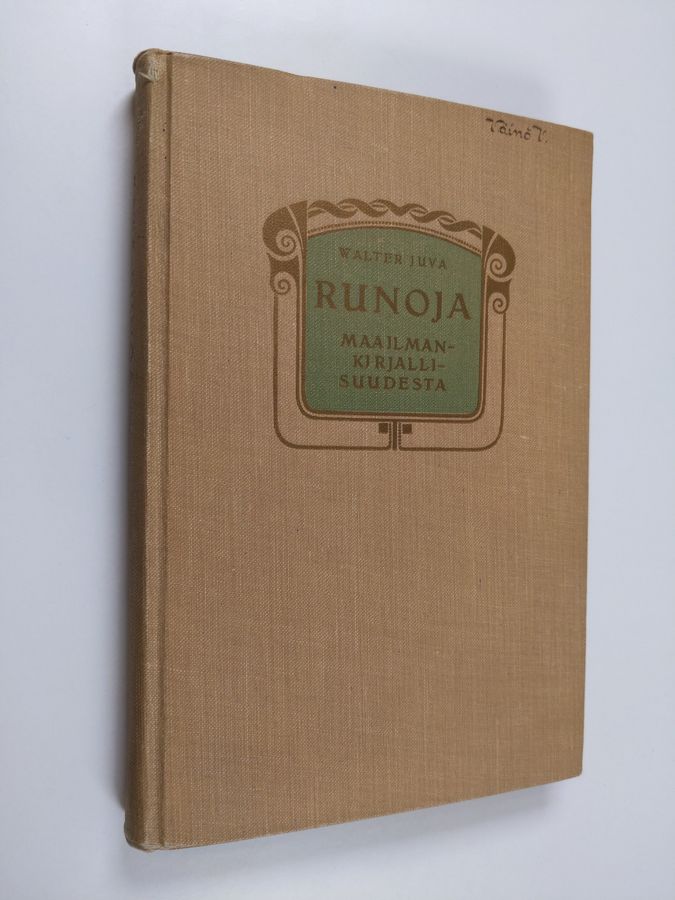 Väinö V.
WALTER JUVA
RUNOJA
MAAILMAN-
KIRJALLI-
SUUDESTA